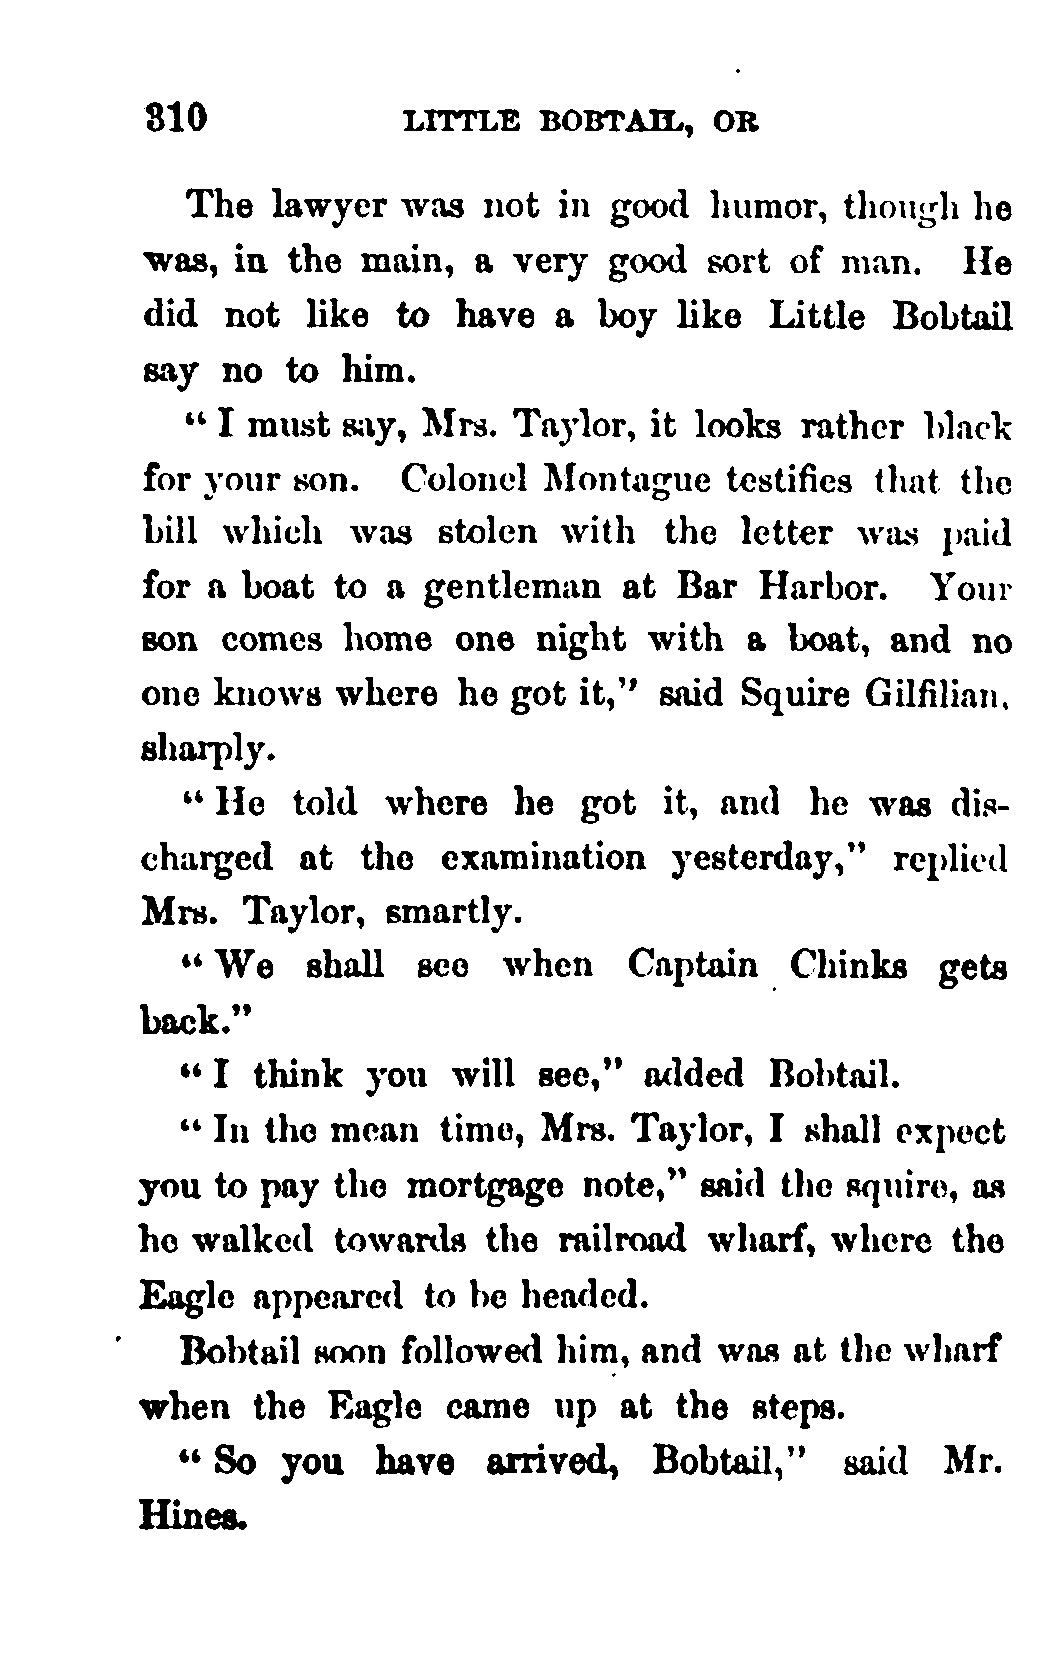 310 LITTLE BOBTAIL, OR
The lawyer was not in good humor, though he
was, in the main, a very good sort of man. He
did not like to have a boy like Little Bobtail
say no to him.
“I must say, Mrs. Taylor, it looks rather black
for your son. Colonel Montague testifies that the
bill which was stolen with the letter was paid
for a boat to a gentleman at Bar Harbor. Your
son comes home one night with a boat, and no
one knows where he got it,” said Squire Gilfilian,
sharply.
“He told where he got it, and he was dis-
charged at the examination yesterday,” replied
Mrs. Taylor, smartly.
“We shall see when Captain Chinks gets
back.”
“I think you will see,” added Bobtail.
“In the mean time, Mrs. Taylor, I shall expect
you to pay the mortgage note,” said the squire, as
he walked towards the railroad wharf, where the
Eagle appeared to be headed.
Bobtail soon followed him, and was at the wharf
when the Eagle came up at the steps.
“So you have arrived, Bobtail,” said Mr.
Hines.